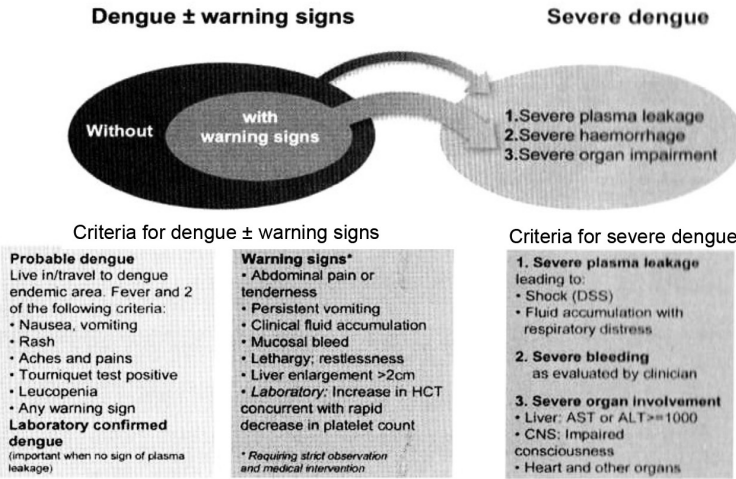 Dengue ± warning signs
Severe dengue
Without
with
warning signs
1.Severe plasma leakage
2.Severe haemorrhage
3.Severe organ impairment
Criteria for dengue ± warning signs
Criteria for severe dengue
Probable dengue
Live in/travel to dengue
endemic area. Fever and 2
of the following criteria:
• Nausea, vomiting
• Rash
• Aches and pains
• Tourniquet test positive
• Leucopenia
• Any warning sign
Laboratory confirmed
dengue
(important when no sign of plasma
leakage)
Warning signs*
• Abdominal pain or
tenderness
• Persistent vomiting
• Clinical fluid accumulation
• Mucosal bleed
• Lethargy; restlessness
• Liver enlargement >2cm
• Laboratory: Increase in HCT
concurrent with rapid
decrease in platelet count
* Requiring strict observation
and medical intervention
1. Severe plasma leakage
leading to:
• Shock (DSS)
• Fluid accumulation with
respiratory distress
2. Severe bleeding
as evaluated by clinician
3. Severe organ involvement
• Liver: AST or ALT>=1000
• CNS: Impaired
consciousness
• Heart and other organs